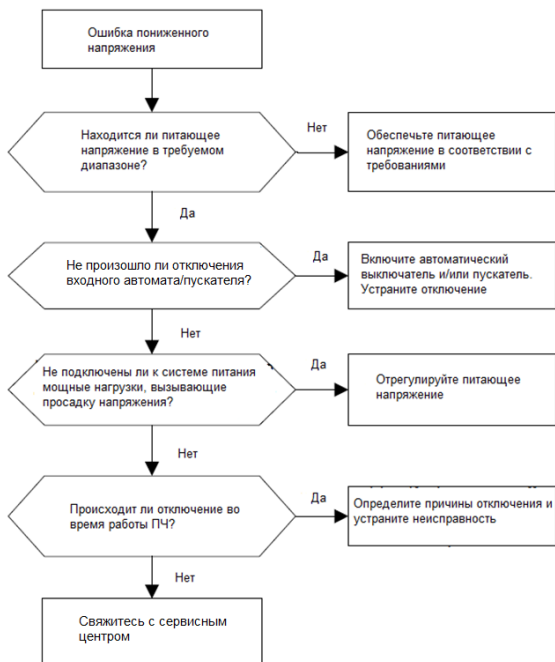 Ошибка пониженного
напряжения
Находится ли питающее
напряжение в требуемом
диапазоне?
Нет
Обеспечьте питающее
напряжение в соответствии с
требованиями
Да
Не произошло ли отключения
входного автомата/пускателя?
Да
Включите автоматический
выключатель и/или пускатель.
Устраните отключение
Нет
Не подключены ли к системе питания
мощные нагрузки, вызывающие
просадку напряжения?
Да
Отрегулируйте питающее
напряжение
Нет
Происходит ли отключение во
время работы ПЧ?
Да
Определите причины отключения и
устраните неисправность
Нет
Свяжитесь с сервисным
центром